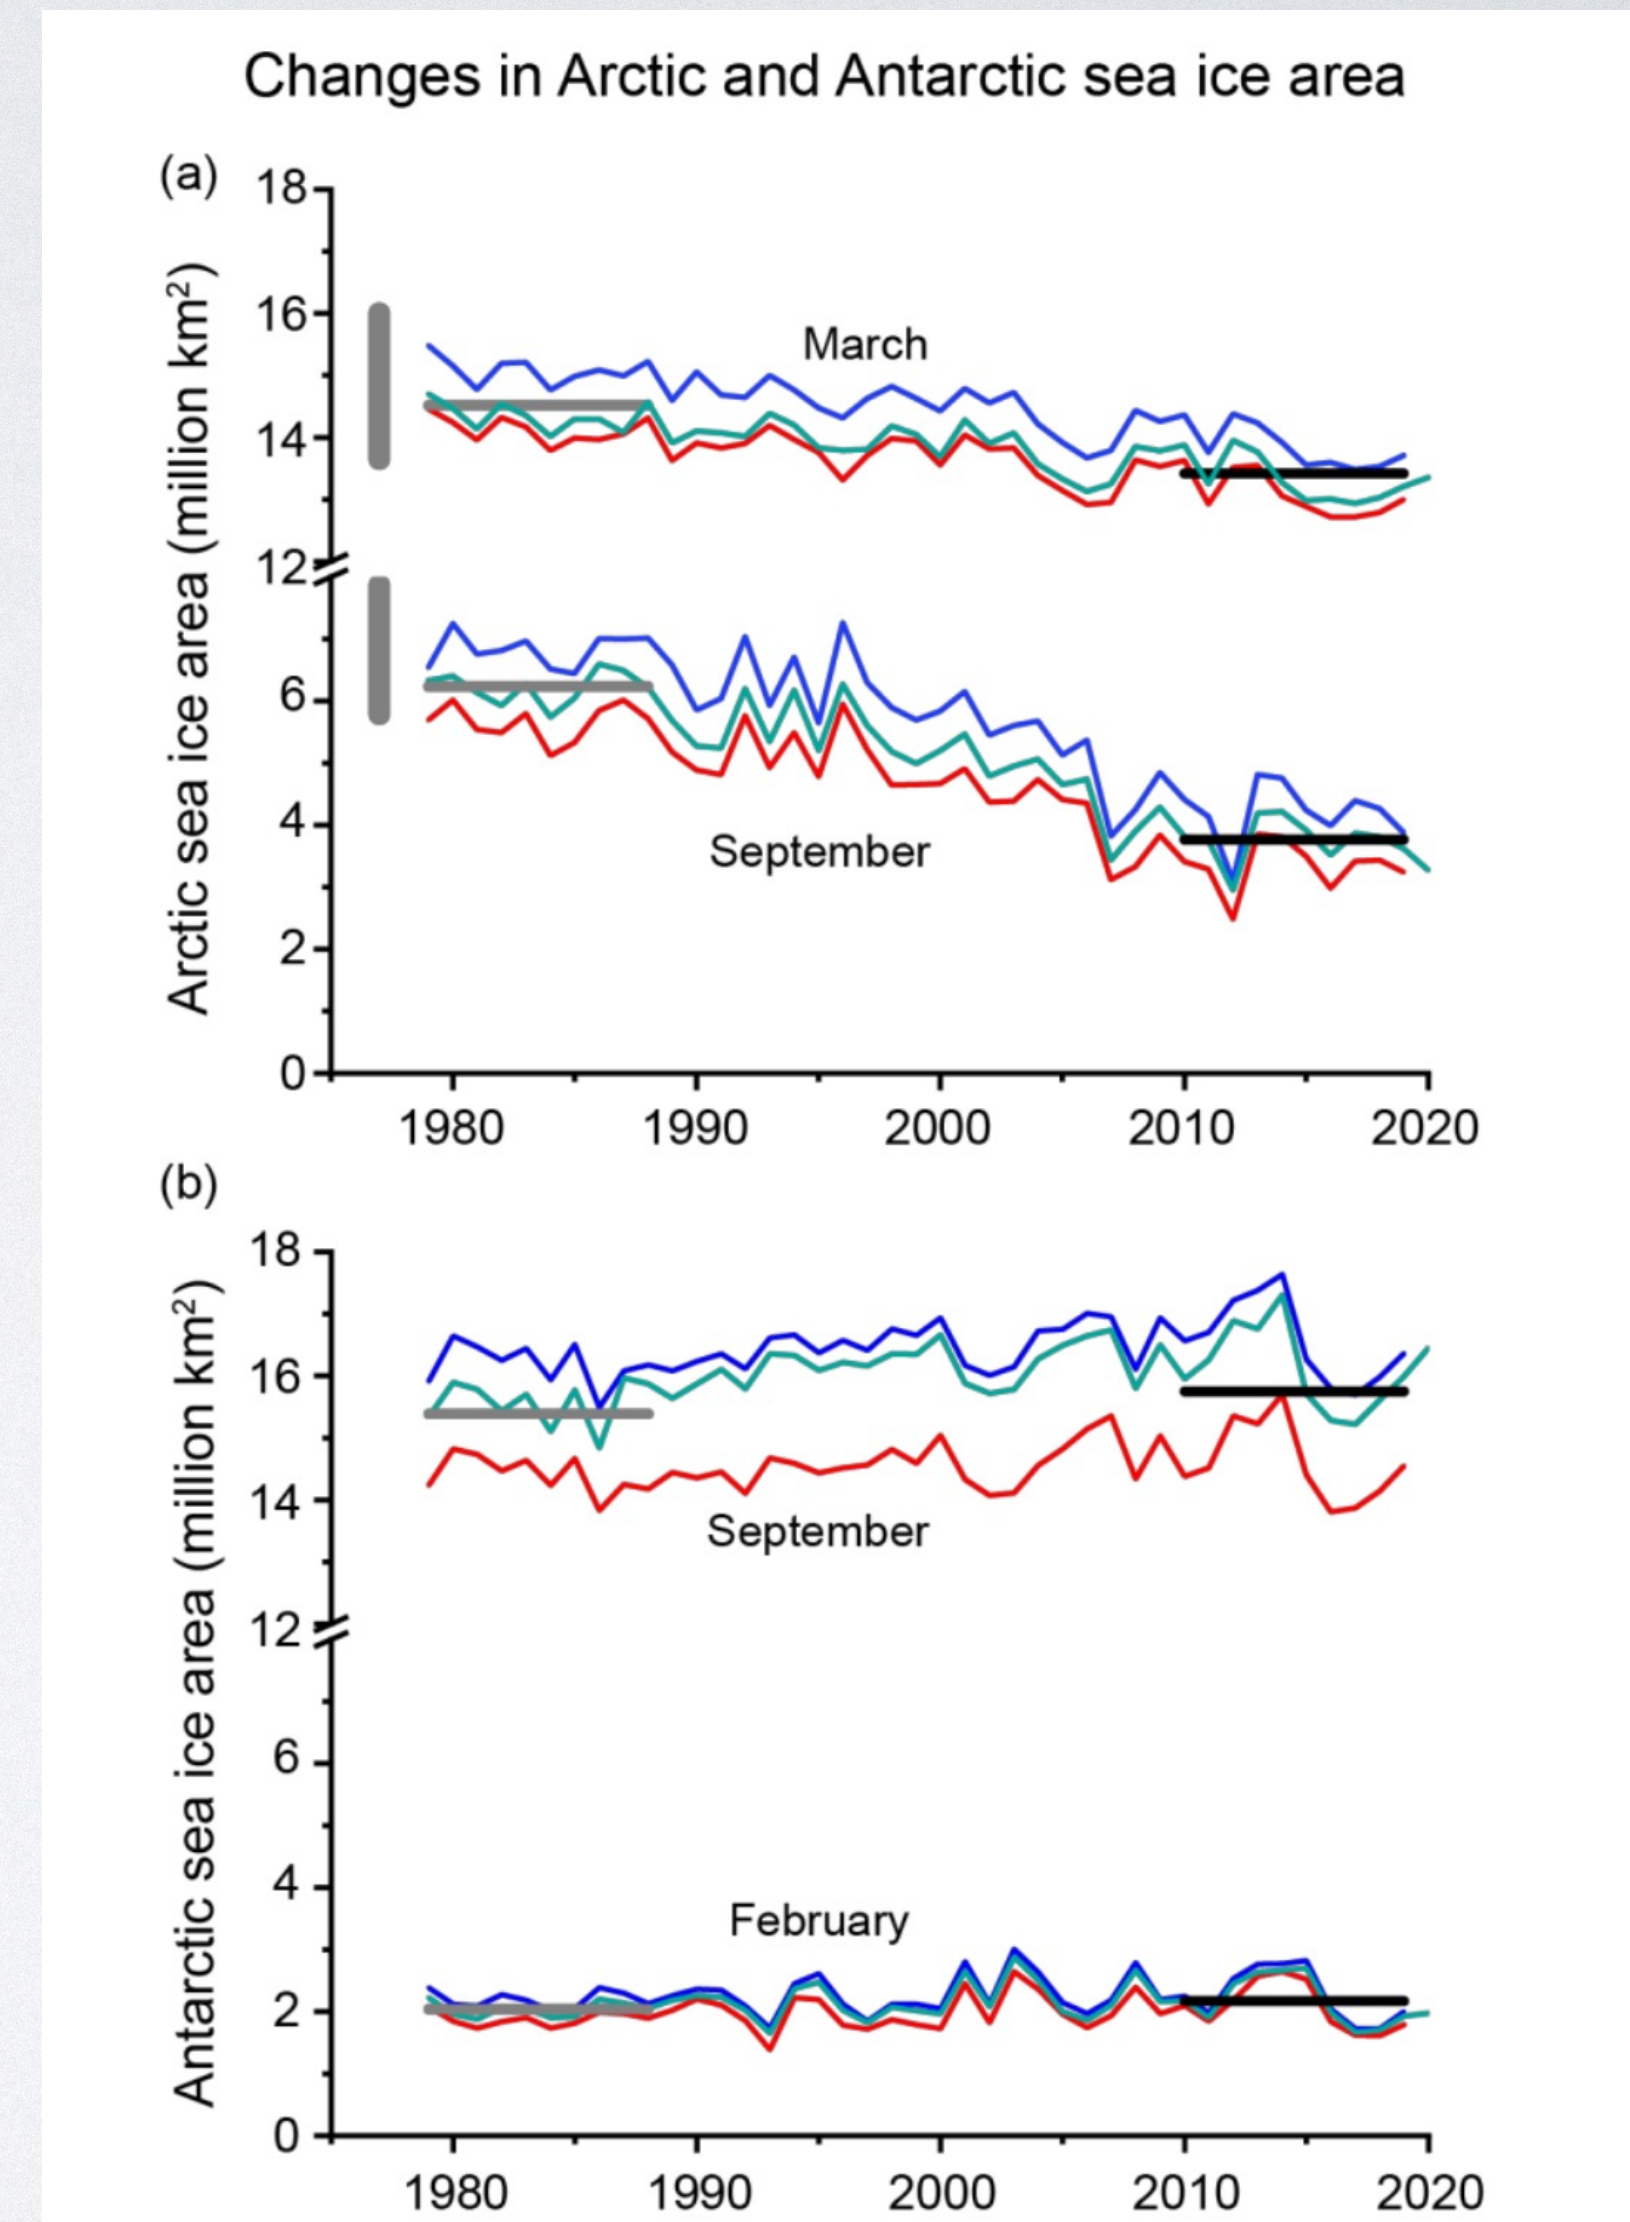 Changes in Arctic and Antarctic sea ice area
(a)
Arctic sea ice area (million km²)
18
16
14
12
6
4
2
0
March
September
1980 1990 2000 2010 2020
(b)
Antarctic sea ice area (million km²)
18
16
14
12
6
4
2
0
September
February
1980 1990 2000 2010 2020